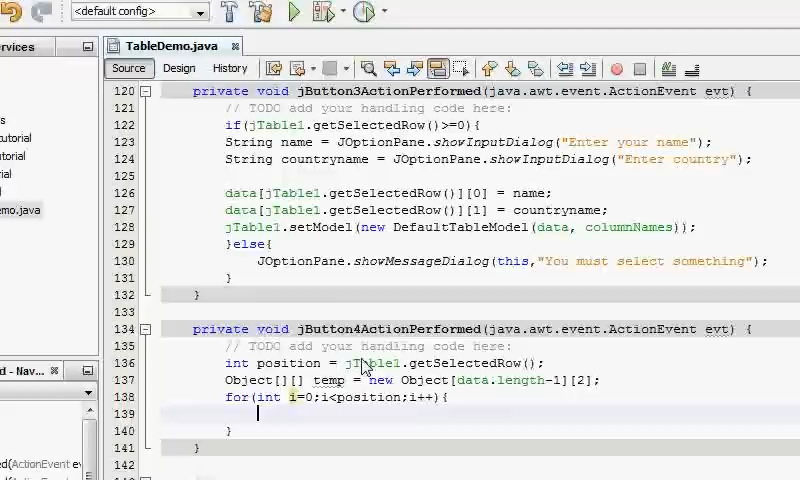 <default config>
ervices
TableDemo.java
Source Design History
s
utorial
torial
ial
emo.java
120 private void jButton3ActionPerformed(java.awt.event.ActionEvent evt) {
121 // TODO add your handling code here:
122 if(jTable1.getSelectedRow()>=0){
123 String name = JOptionPane.showInputDialog("Enter your name");
124 String countryname = JOptionPane.showInputDialog("Enter country");
125
126 data[jTable1.getSelectedRow()][0] = name;
127 data[jTable1.getSelectedRow()][1] = countryname;
128 jTable1.setModel(new DefaultTableModel(data, columnNames));
129 }else{
130 JOptionPane.showMessageDialog(this,"You must select something");
131 }
132 }
133
134 private void jButton4ActionPerformed(java.awt.event.ActionEvent evt) {
135 // TODO add your handling code here:
136 int position = jTable1.getSelectedRow();
137 Object[][] temp = new Object[data.length-1][2];
138 for(int i=0;i<position;i++){
139
140 }
141 }
142
d - Nav...
d(ActionEvent ev